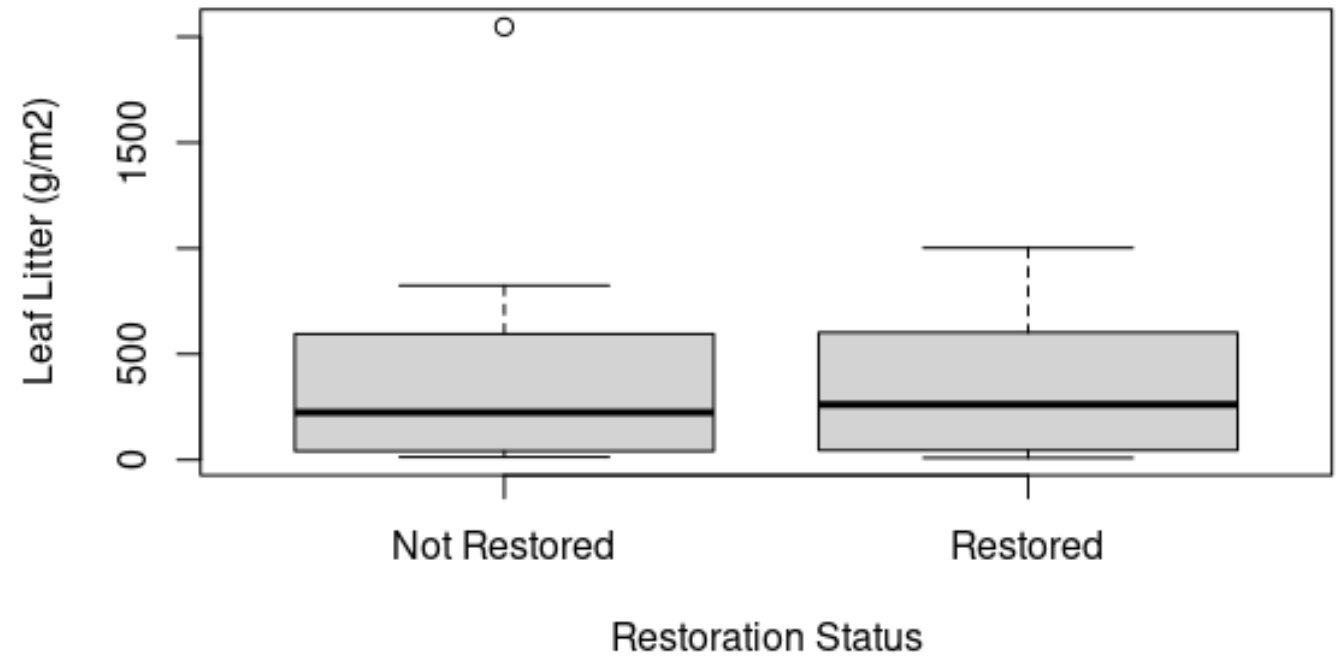 Leaf Litter (g/m2)
1500
500
0
Not Restored
Restored
Restoration Status